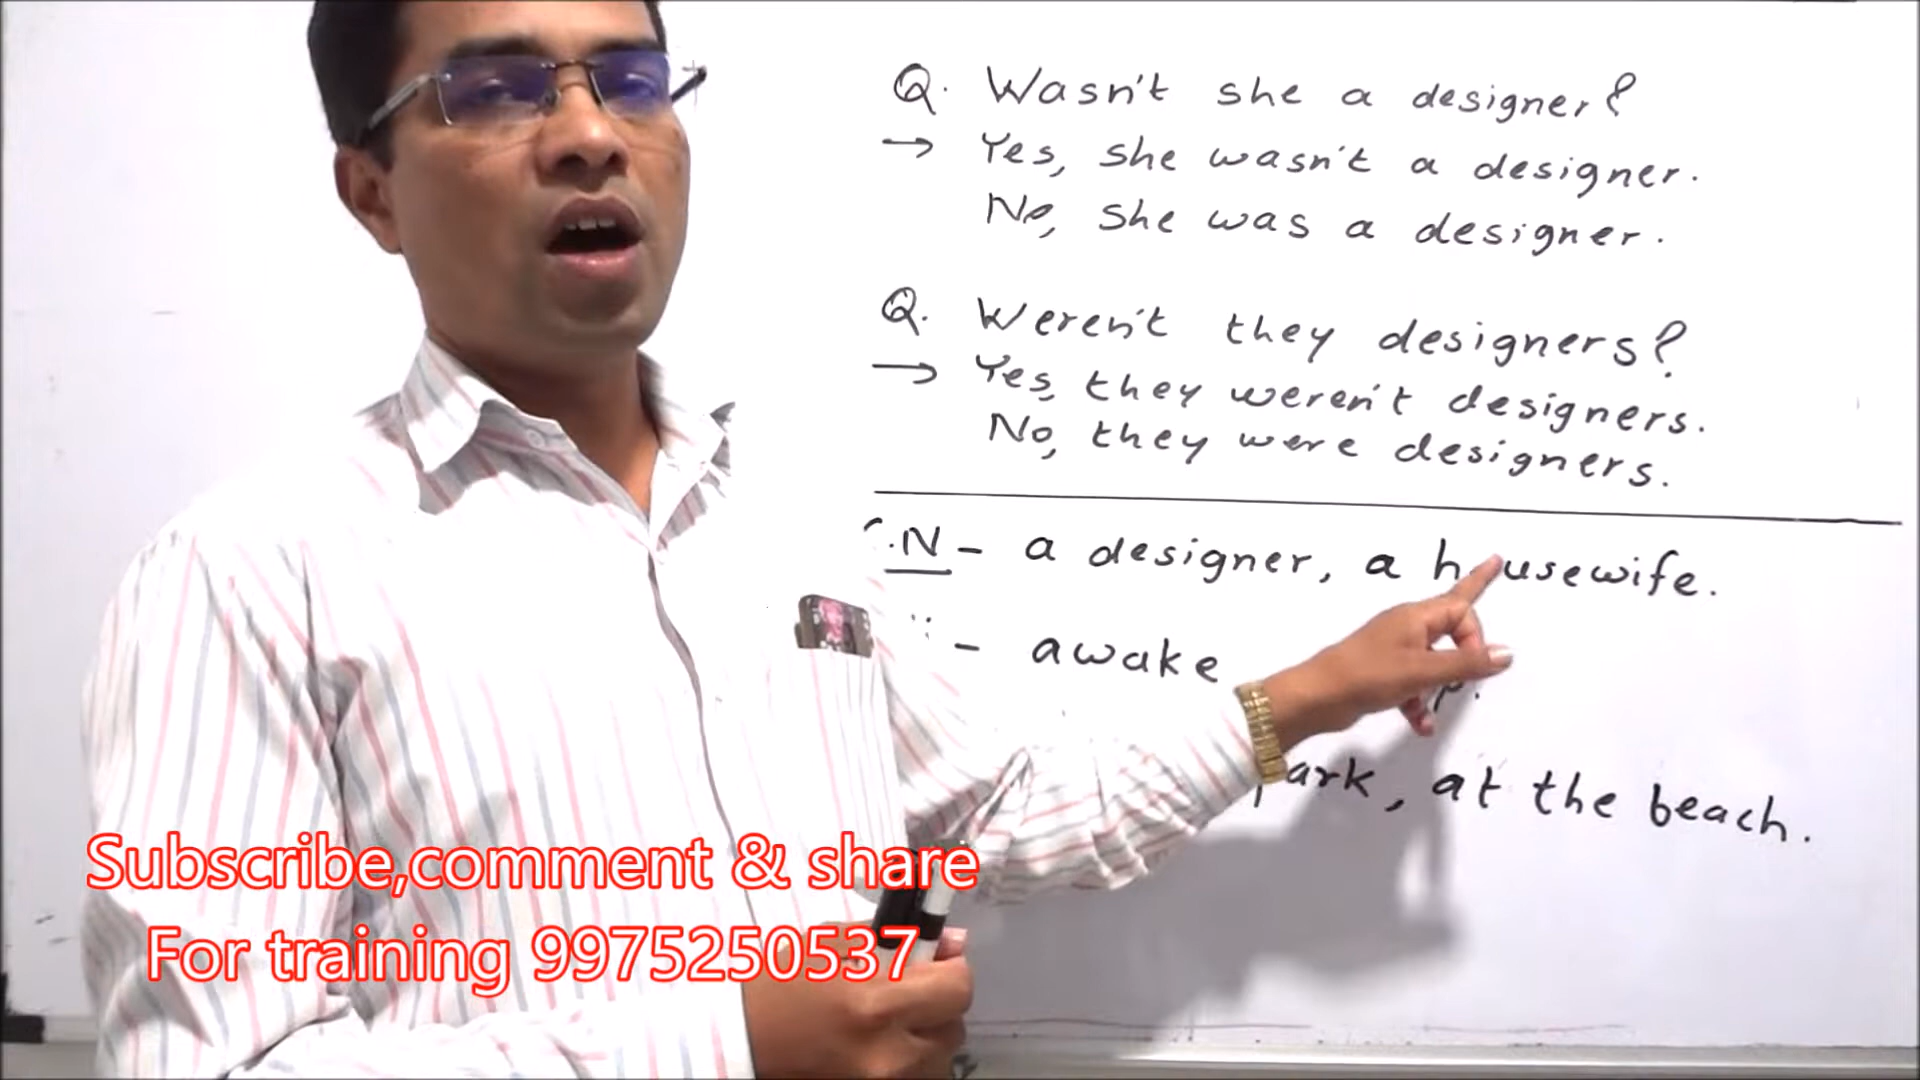 Q. Wasn't she a designer?
→ Yes, she wasn't a designer.
No, she was a designer.
Q. Weren't they designers?
→ Yes, they weren't designers.
No, they were designers.
.N - a designer, a housewife.
- awake
at the beach.
Subscribe,comment & share
For training 9975250537